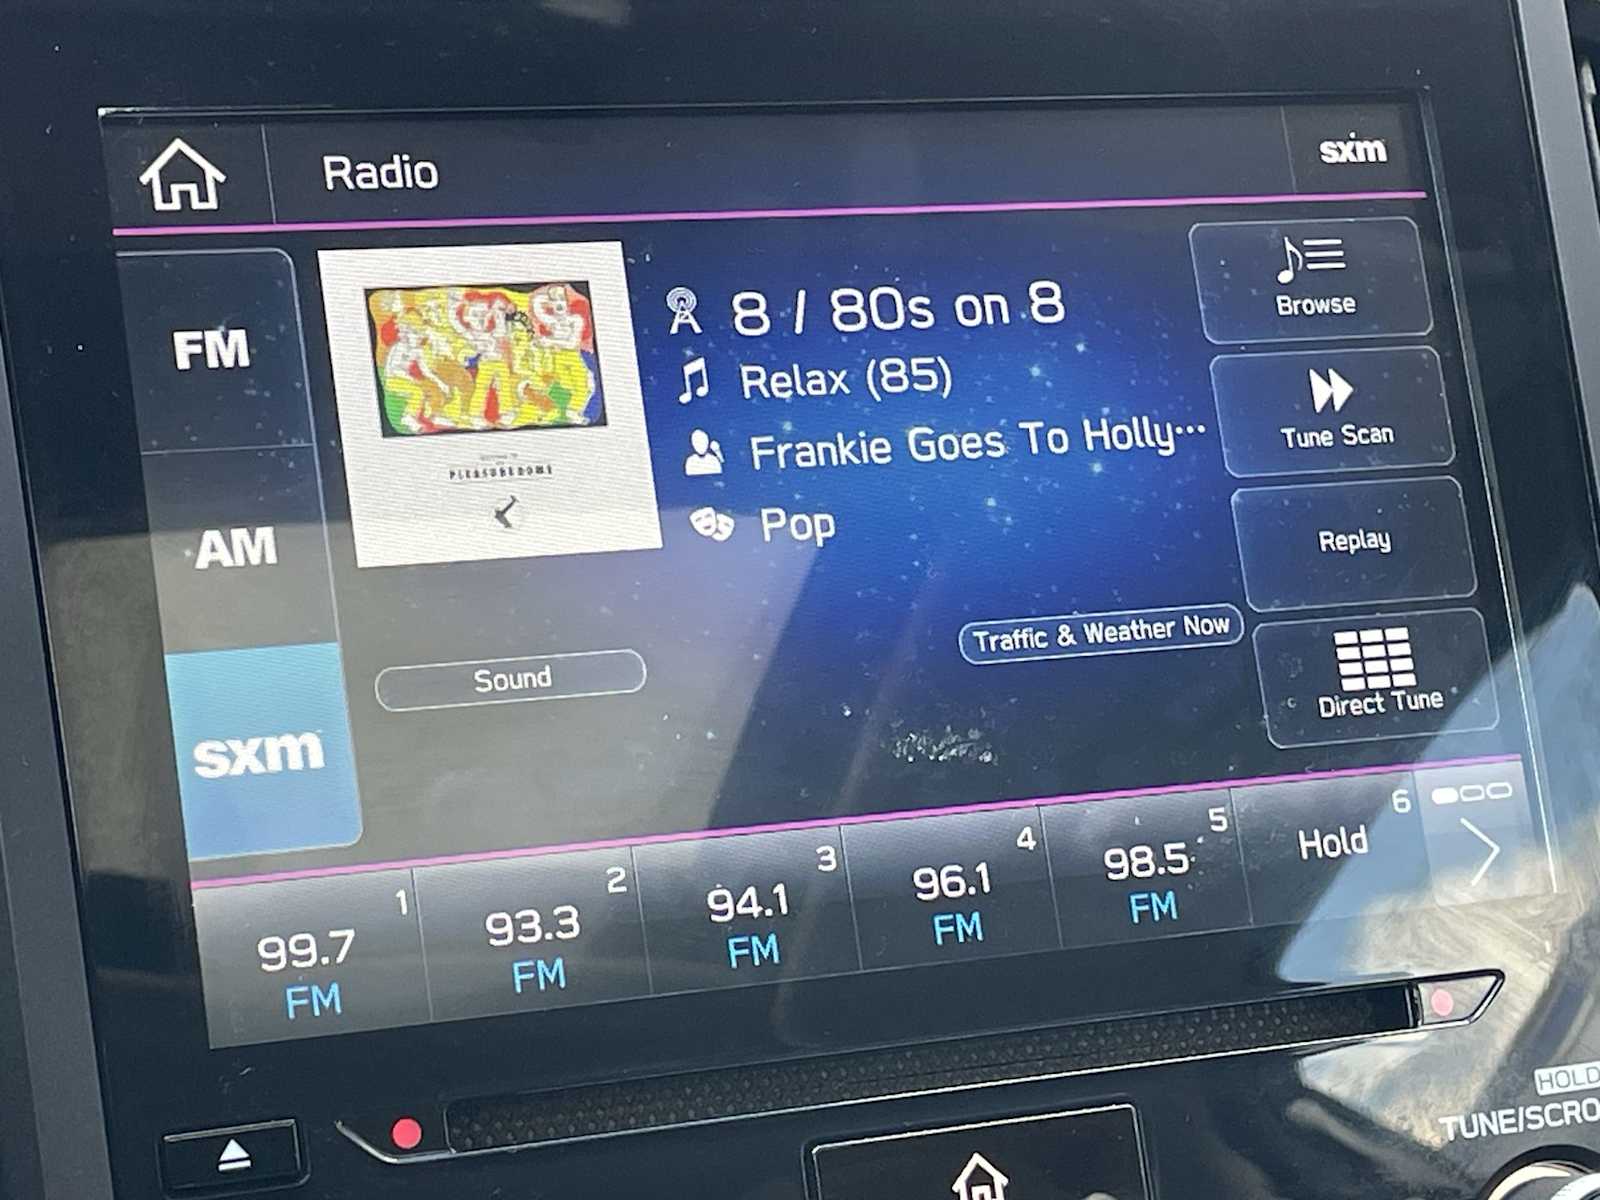 Radio
sxm
FM
AM
sxm
PLEASUREDOME
8 / 80s on 8
Relax (85)
Frankie Goes To Holly...
Pop
Browse
Tune Scan
Replay
Direct Tune
Traffic & Weather Now
Sound
1
99.7
FM
2
93.3
FM
3
94.1
FM
4
96.1
FM
5
98.5
FM
6
Hold
HOLD
TUNE/SCRO